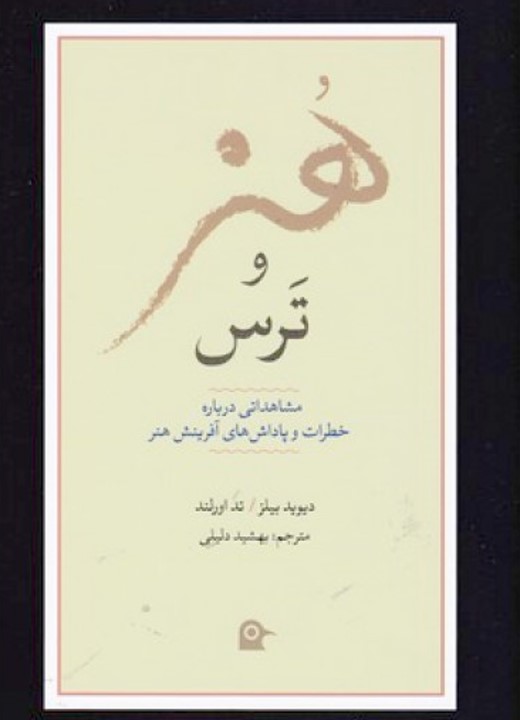 هُنر
و
تَرس
مشاهداتی درباره
خطرات و پاداش‌های آفرینش هنر
دیوید بیلز / تد اورلند
مترجم: بهشید دلیلی